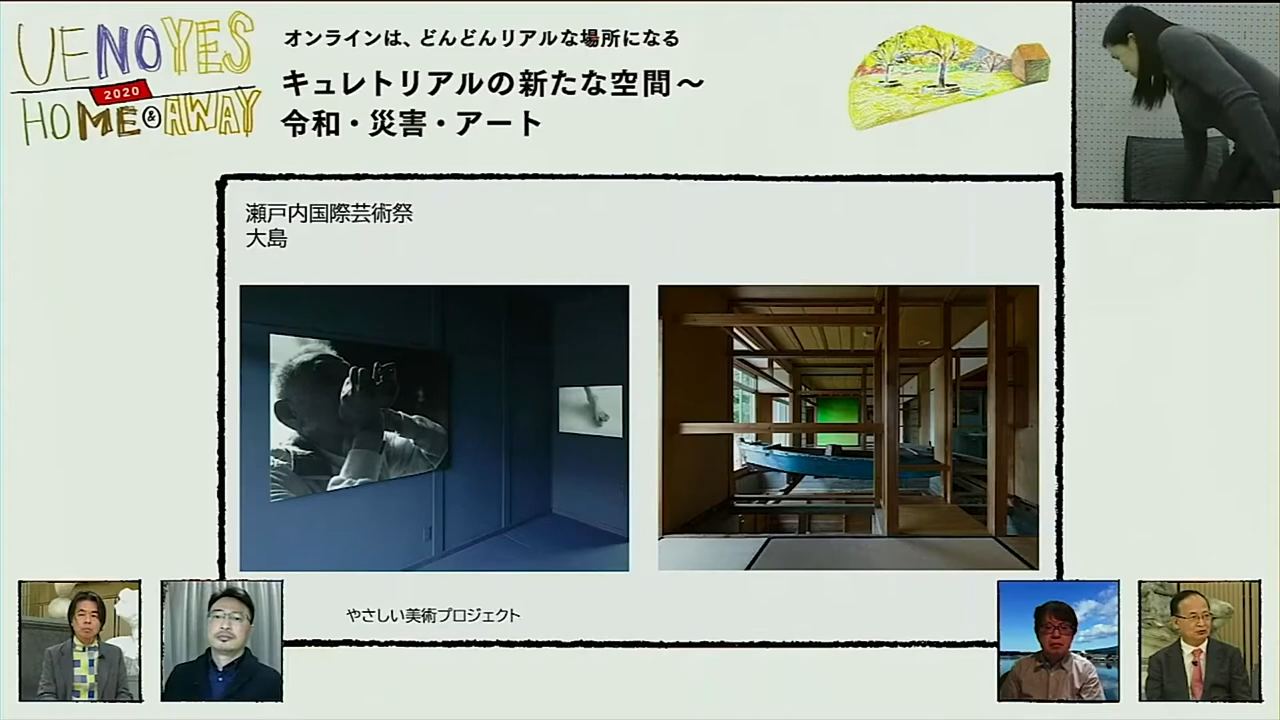 UENOYES
2020
HOME&AWAY
オンラインは、どんどんリアルな場所になる
キュレトリアルの新たな空間〜
令和・災害・アート
瀬戸内国際芸術祭
大島
やさしい美術プロジェクト